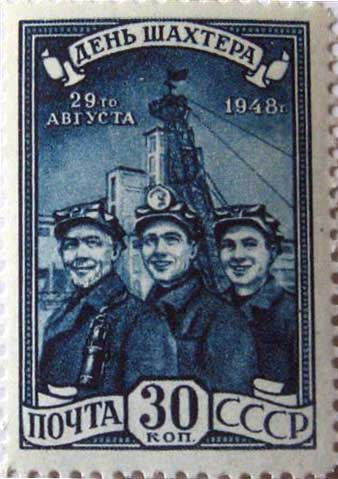 ДЕНЬ ШАХТЕРА
29-го
АВГУСТА
1948г.
ПОЧТА 30 СССР
КОП.